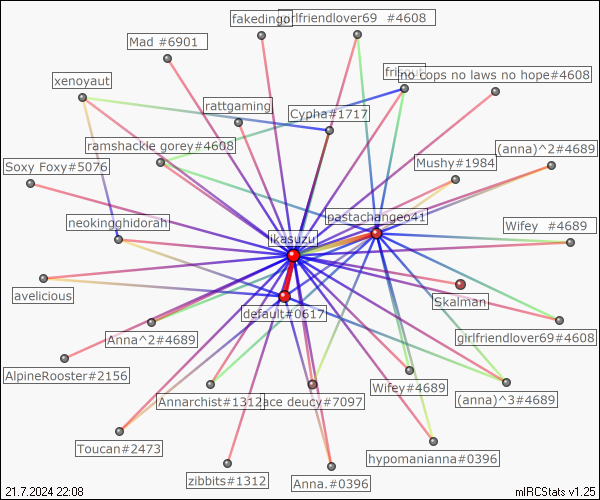 fakedingo
girlfriendlover69 #4608
Mad #6901
xenoyaut
no cops no laws no hope#4608
rattgaming
Cypha#1717
ramshackle gorey#4608
(anna)^2#4689
Soxy Foxy#5076
Mushy#1984
neokingghidorah
pastachangeo41
Wifey #4689
ikasuzu
avelicious
Skalman
default#0617
Anna^2#4689
girlfriendlover69#4608
AlpineRooster#2156
Annarchist#1312
ace deucy#7097
Wifey#4689
(anna)^3#4689
Toucan#2473
hypomanianna#0396
zibbits#1312
Anna.#0396
21.7.2024 22:08
mIRCStats v1.25